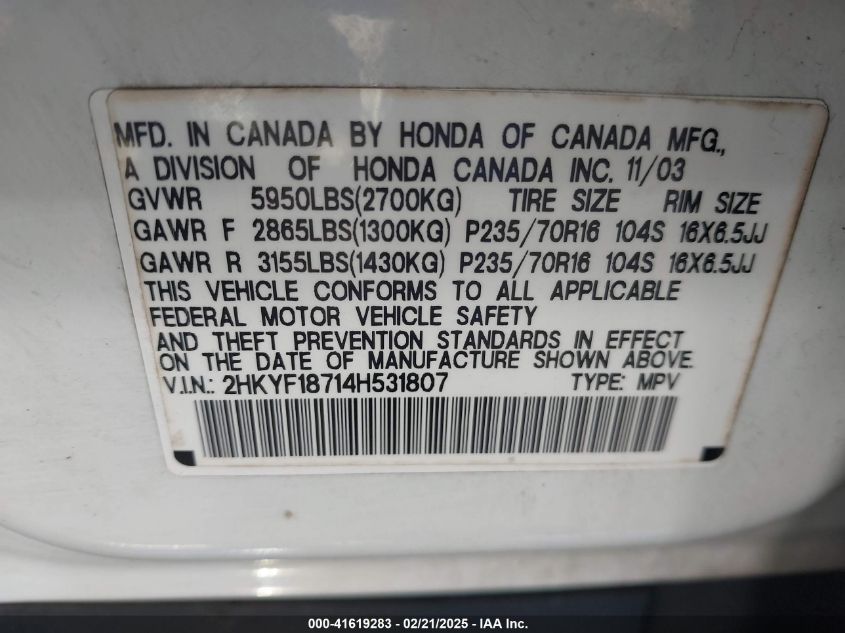 MFD. IN CANADA BY HONDA OF CANADA MFG.,
A DIVISION OF HONDA CANADA INC. 11/03
GVWR 5950LBS(2700KG) TIRE SIZE RIM SIZE
GAWR F 2865LBS(1300KG) P235/70R16 104S 16X6.5JJ
GAWR R 3155LBS(1430KG) P235/70R16 104S 16X6.5JJ
THIS VEHICLE CONFORMS TO ALL APPLICABLE
FEDERAL MOTOR VEHICLE SAFETY
AND THEFT PREVENTION STANDARDS IN EFFECT
ON THE DATE OF MANUFACTURE SHOWN ABOVE.
V.I.N.: 2HKYF18714H531807 TYPE: MPV
000-41619283 - 02/21/2025 - IAA Inc.